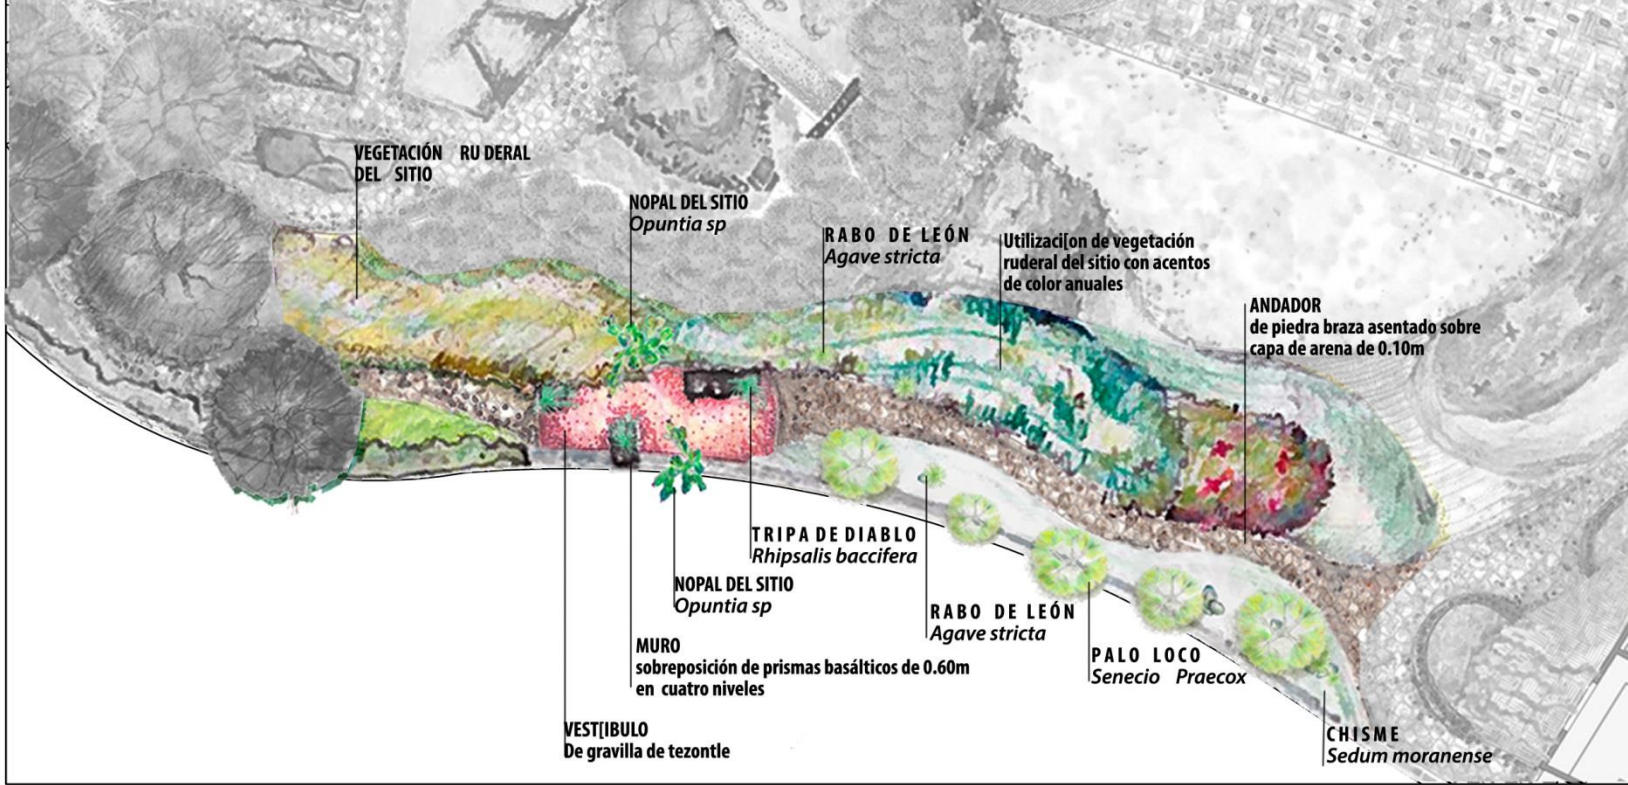 VEGETACIÓN RU DERAL
DEL SITIO
NOPAL DEL SITIO
Opuntia sp
RABO DE LEÓN
Agave stricta
Utilizaci[on de vegetación
ruderal del sitio con acentos
de color anuales
ANDADOR
de piedra braza asentado sobre
capa de arena de 0.10m
TRIPA DE DIABLO
Rhipsalis baccifera
NOPAL DEL SITIO
Opuntia sp
RABO DE LEÓN
Agave stricta
MURO
sobreposición de prismas basálticos de 0.60m
en cuatro niveles
PALO LOCO
Senecio Praecox
VEST[IBULO
De gravilla de tezontle
CHISME
Sedum moranense